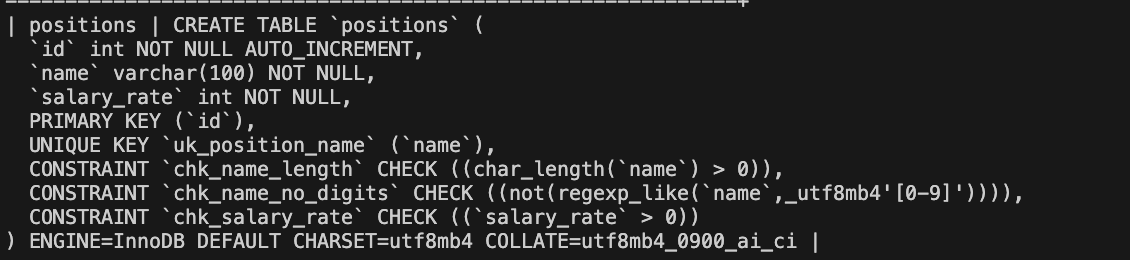 | positions | CREATE TABLE `positions` (
  `id` int NOT NULL AUTO_INCREMENT,
  `name` varchar(100) NOT NULL,
  `salary_rate` int NOT NULL,
  PRIMARY KEY (`id`),
  UNIQUE KEY `uk_position_name` (`name`),
  CONSTRAINT `chk_name_length` CHECK ((char_length(`name`) > 0)),
  CONSTRAINT `chk_name_no_digits` CHECK ((not(regexp_like(`name`,_utf8mb4'[0-9]')))),
  CONSTRAINT `chk_salary_rate` CHECK ((`salary_rate` > 0))
) ENGINE=InnoDB DEFAULT CHARSET=utf8mb4 COLLATE=utf8mb4_0900_ai_ci |